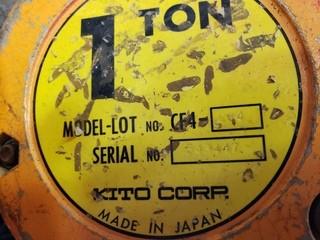 1 TON
MODEL-LOT NO. CF4-
SERIAL NO.
KITO CORP.
MADE IN JAPAN